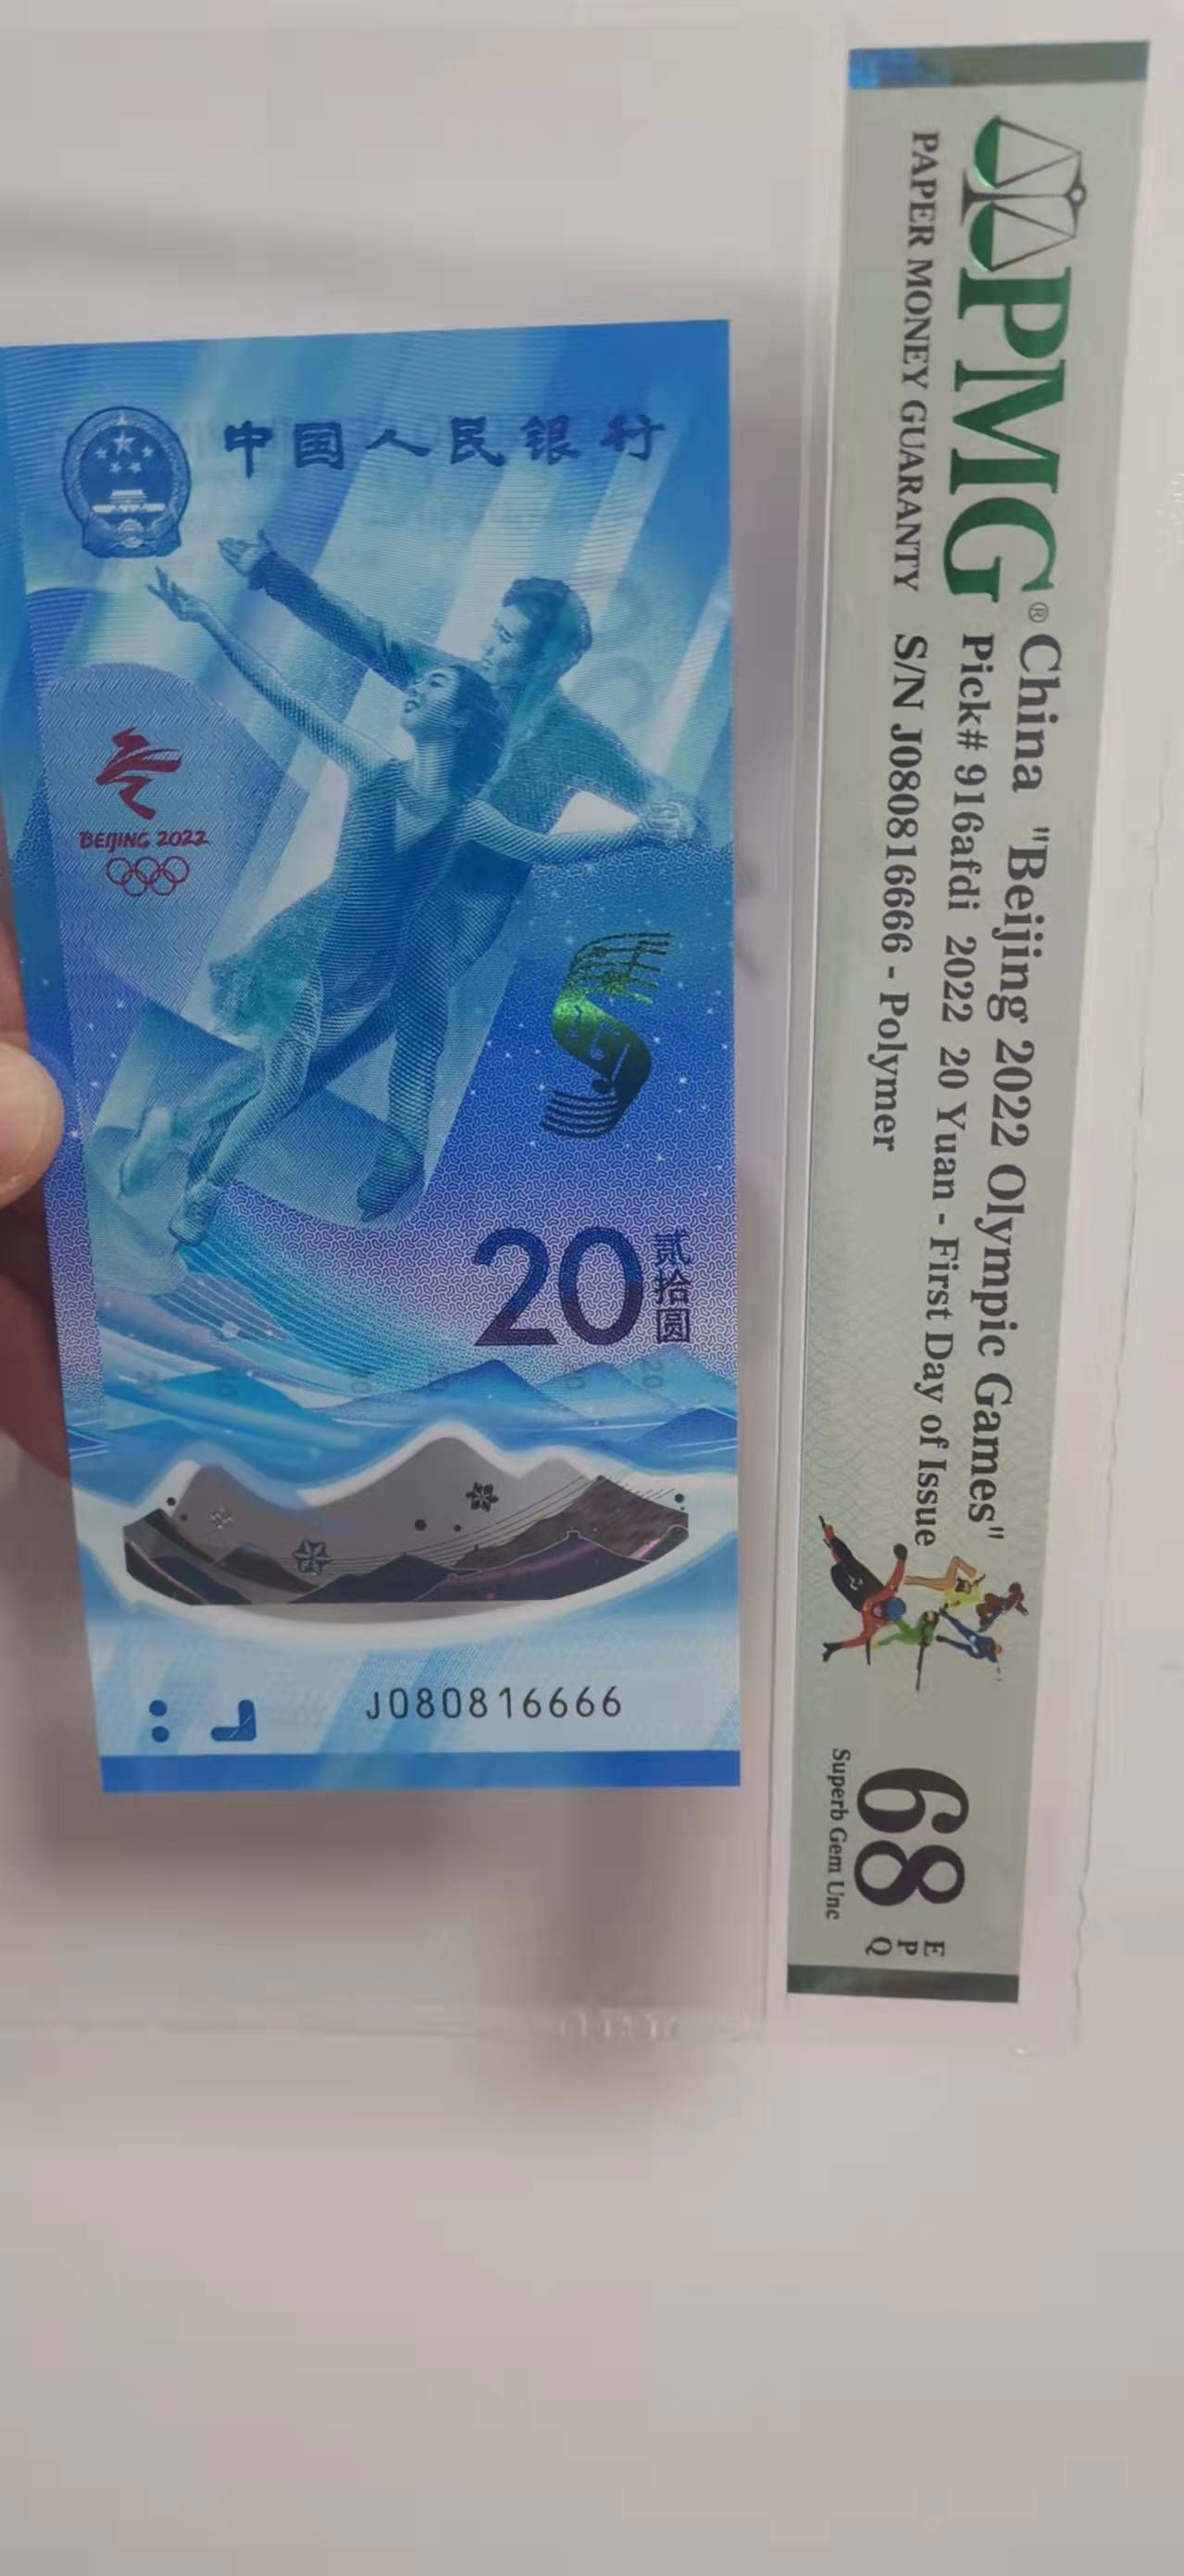 中国人民银行
BEIJING 2022
20
贰拾圆
J080816666
PMG®
PAPER MONEY GUARANTY
China "Beijing 2022 Olympic Games"
Pick# 916afdi 2022 20 Yuan - First Day of Issue
S/N J080816666 - Polymer
68
EPQ
Superb Gem Unc